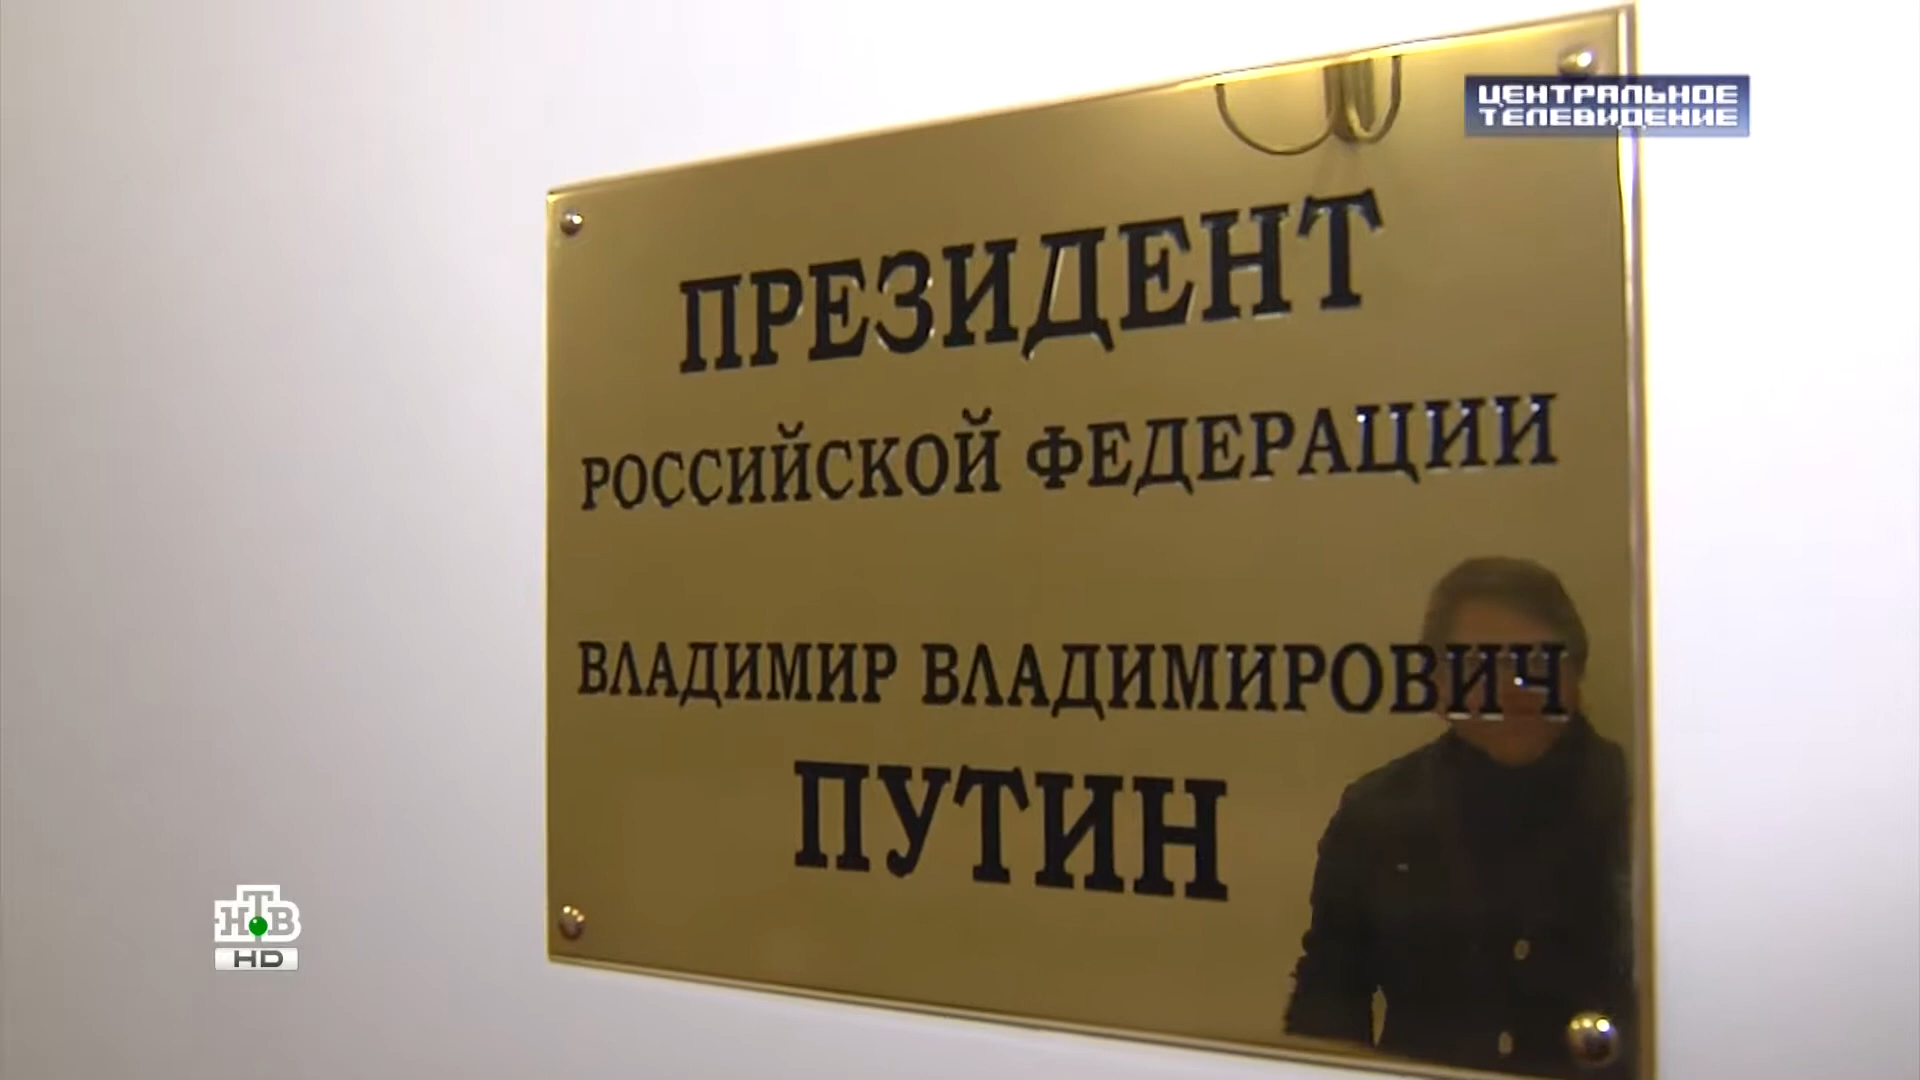 ЦЕНТРАЛЬНОЕ
ТЕЛЕВИДЕНИЕ
ПРЕЗИДЕНТ
РОССИЙСКОЙ ФЕДЕРАЦИИ
ВЛАДИМИР ВЛАДИМИРОВИЧ
ПУТИН
НТВ
HD